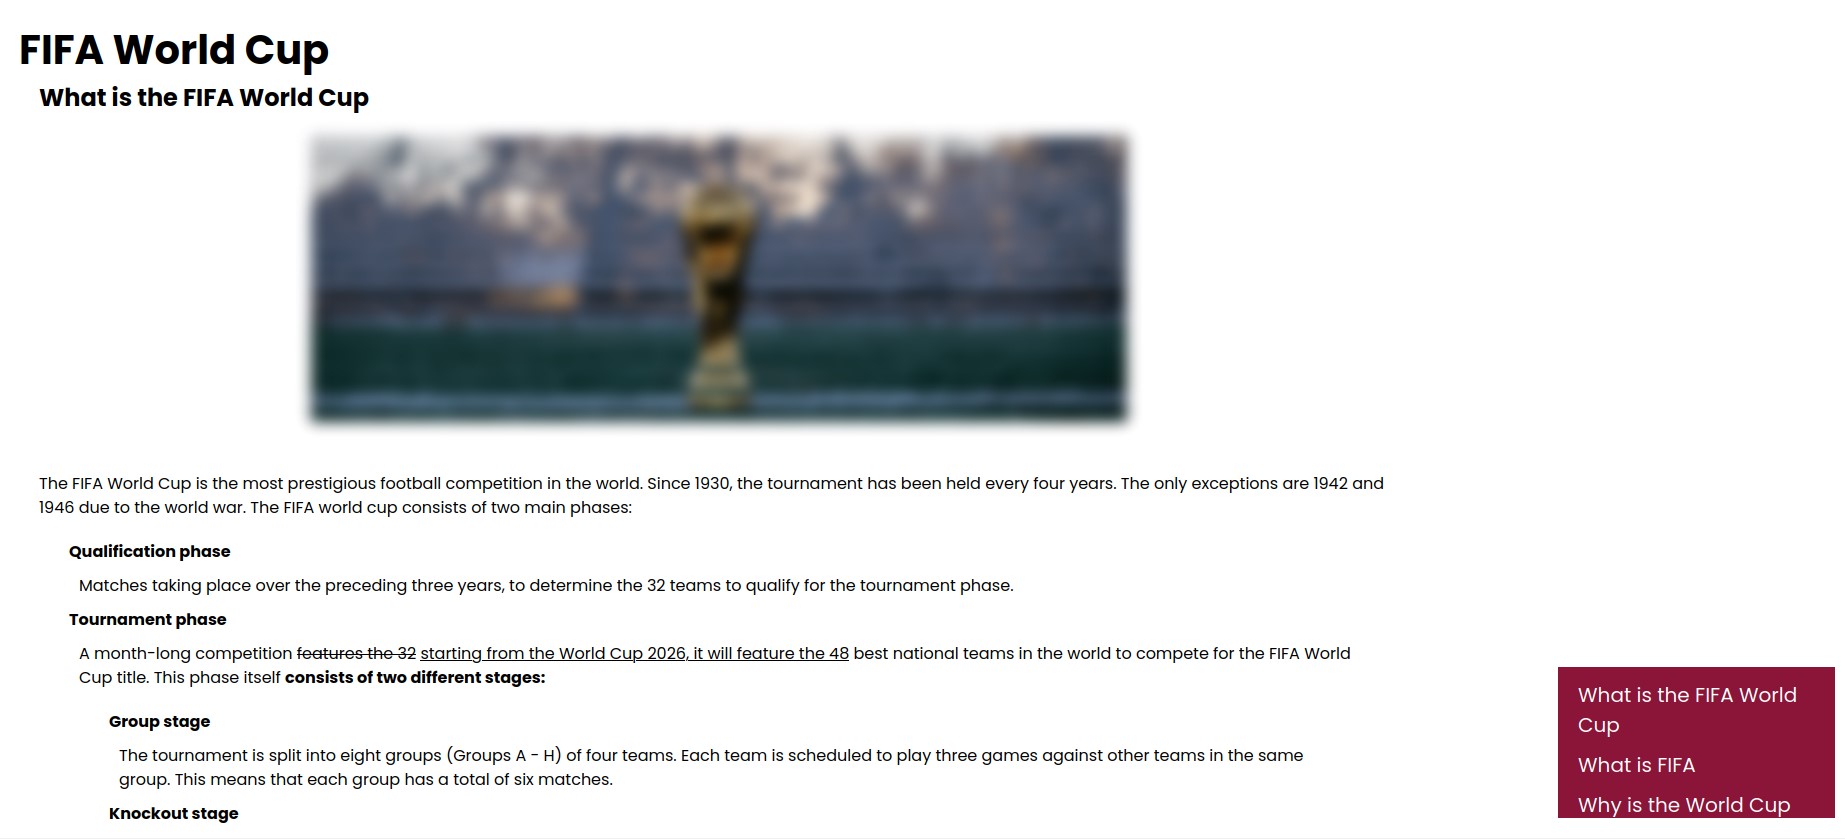 FIFA World Cup
What is the FIFA World Cup
The FIFA World Cup is the most prestigious football competition in the world. Since 1930, the tournament has been held every four years. The only exceptions are 1942 and
1946 due to the world war. The FIFA world cup consists of two main phases:
Qualification phase
Matches taking place over the preceding three years, to determine the 32 teams to qualify for the tournament phase.
Tournament phase
A month-long competition features the 32 starting from the World Cup 2026, it will feature the 48 best national teams in the world to compete for the FIFA World
Cup title. This phase itself consists of two different stages:
Group stage
The tournament is split into eight groups (Groups A - H) of four teams. Each team is scheduled to play three games against other teams in the same
group. This means that each group has a total of six matches.
Knockout stage
What is the FIFA World
Cup
What is FIFA
Why is the World Cup